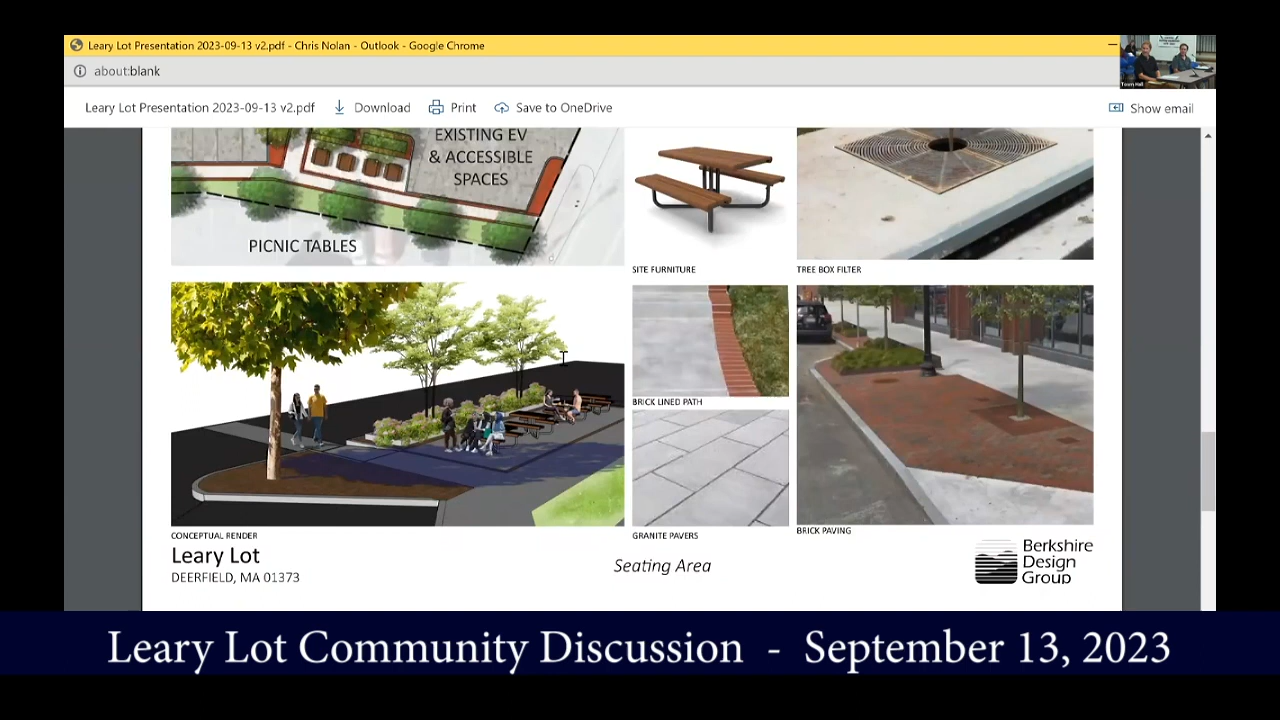 Leary Lot Presentation 2023-09-13 v2.pdf - Chris Nolan - Outlook - Google Chrome
about:blank
Leary Lot Presentation 2023-09-13 v2.pdf Download Print Save to OneDrive Show email
Town Hall
EXISTING EV
& ACCESSIBLE
SPACES
PICNIC TABLES
SITE FURNITURE
TREE BOX FILTER
BRICK LINED PATH
CONCEPTUAL RENDER
GRANITE PAVERS
BRICK PAVING
Leary Lot
DEERFIELD, MA 01373
Seating Area
Berkshire
Design
Group
Leary Lot Community Discussion - September 13, 2023